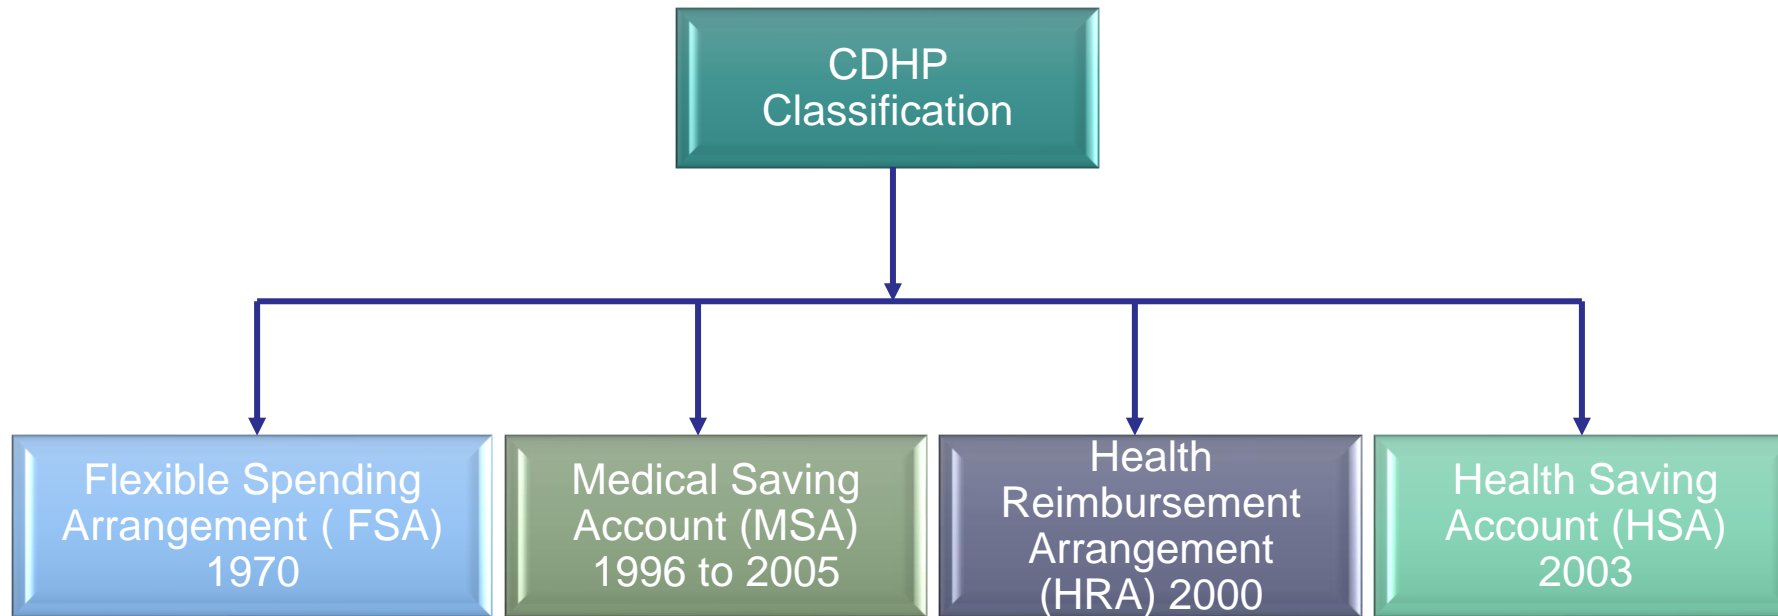 CDHP
Classification
Flexible Spending
Arrangement ( FSA)
1970
Medical Saving
Account (MSA)
1996 to 2005
Health
Reimbursement
Arrangement
(HRA) 2000
Health Saving
Account (HSA)
2003